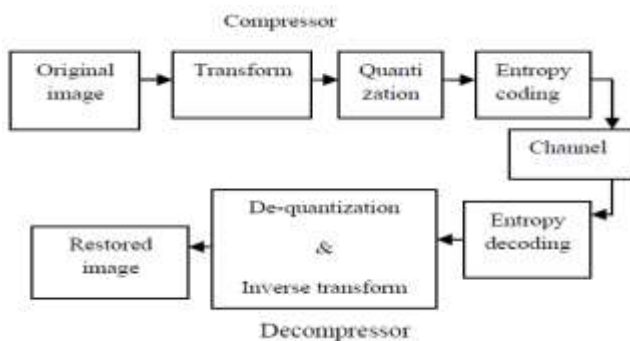 Compressor
Original
image
Transform
Quanti
zation
Entropy
coding
Channel
Entropy
decoding
De-quantization
&
Inverse transform
Restored
image
Decompressor